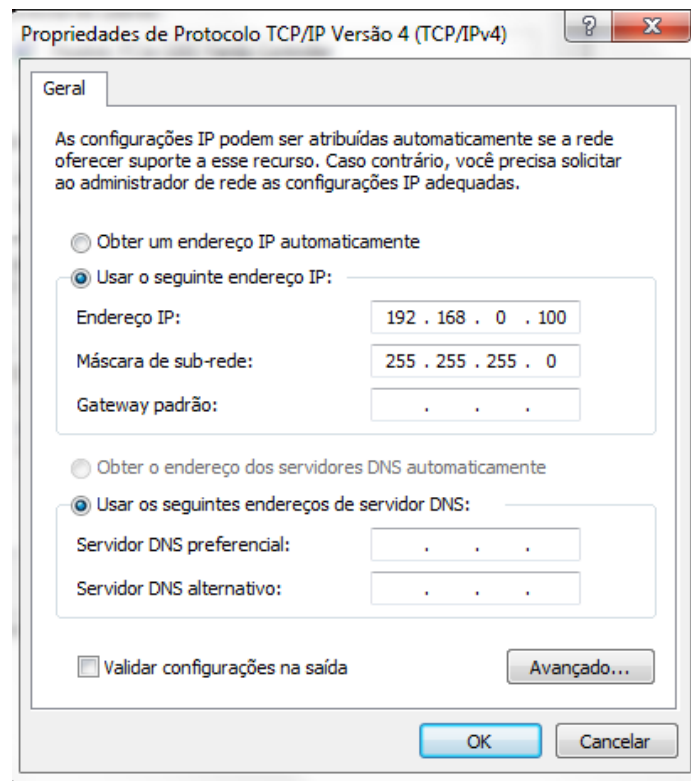 Propriedades de Protocolo TCP/IP Versão 4 (TCP/IPv4)
Geral
As configurações IP podem ser atribuídas automaticamente se a rede
oferecer suporte a esse recurso. Caso contrário, você precisa solicitar
ao administrador de rede as configurações IP adequadas.
Obter um endereço IP automaticamente
Usar o seguinte endereço IP:
Endereço IP: 192 . 168 . 0 . 100
Máscara de sub-rede: 255 . 255 . 255 . 0
Gateway padrão: . . .
Obter o endereço dos servidores DNS automaticamente
Usar os seguintes endereços de servidor DNS:
Servidor DNS preferencial: . . .
Servidor DNS alternativo: . . .
Validar configurações na saída Avançado...
OK Cancelar